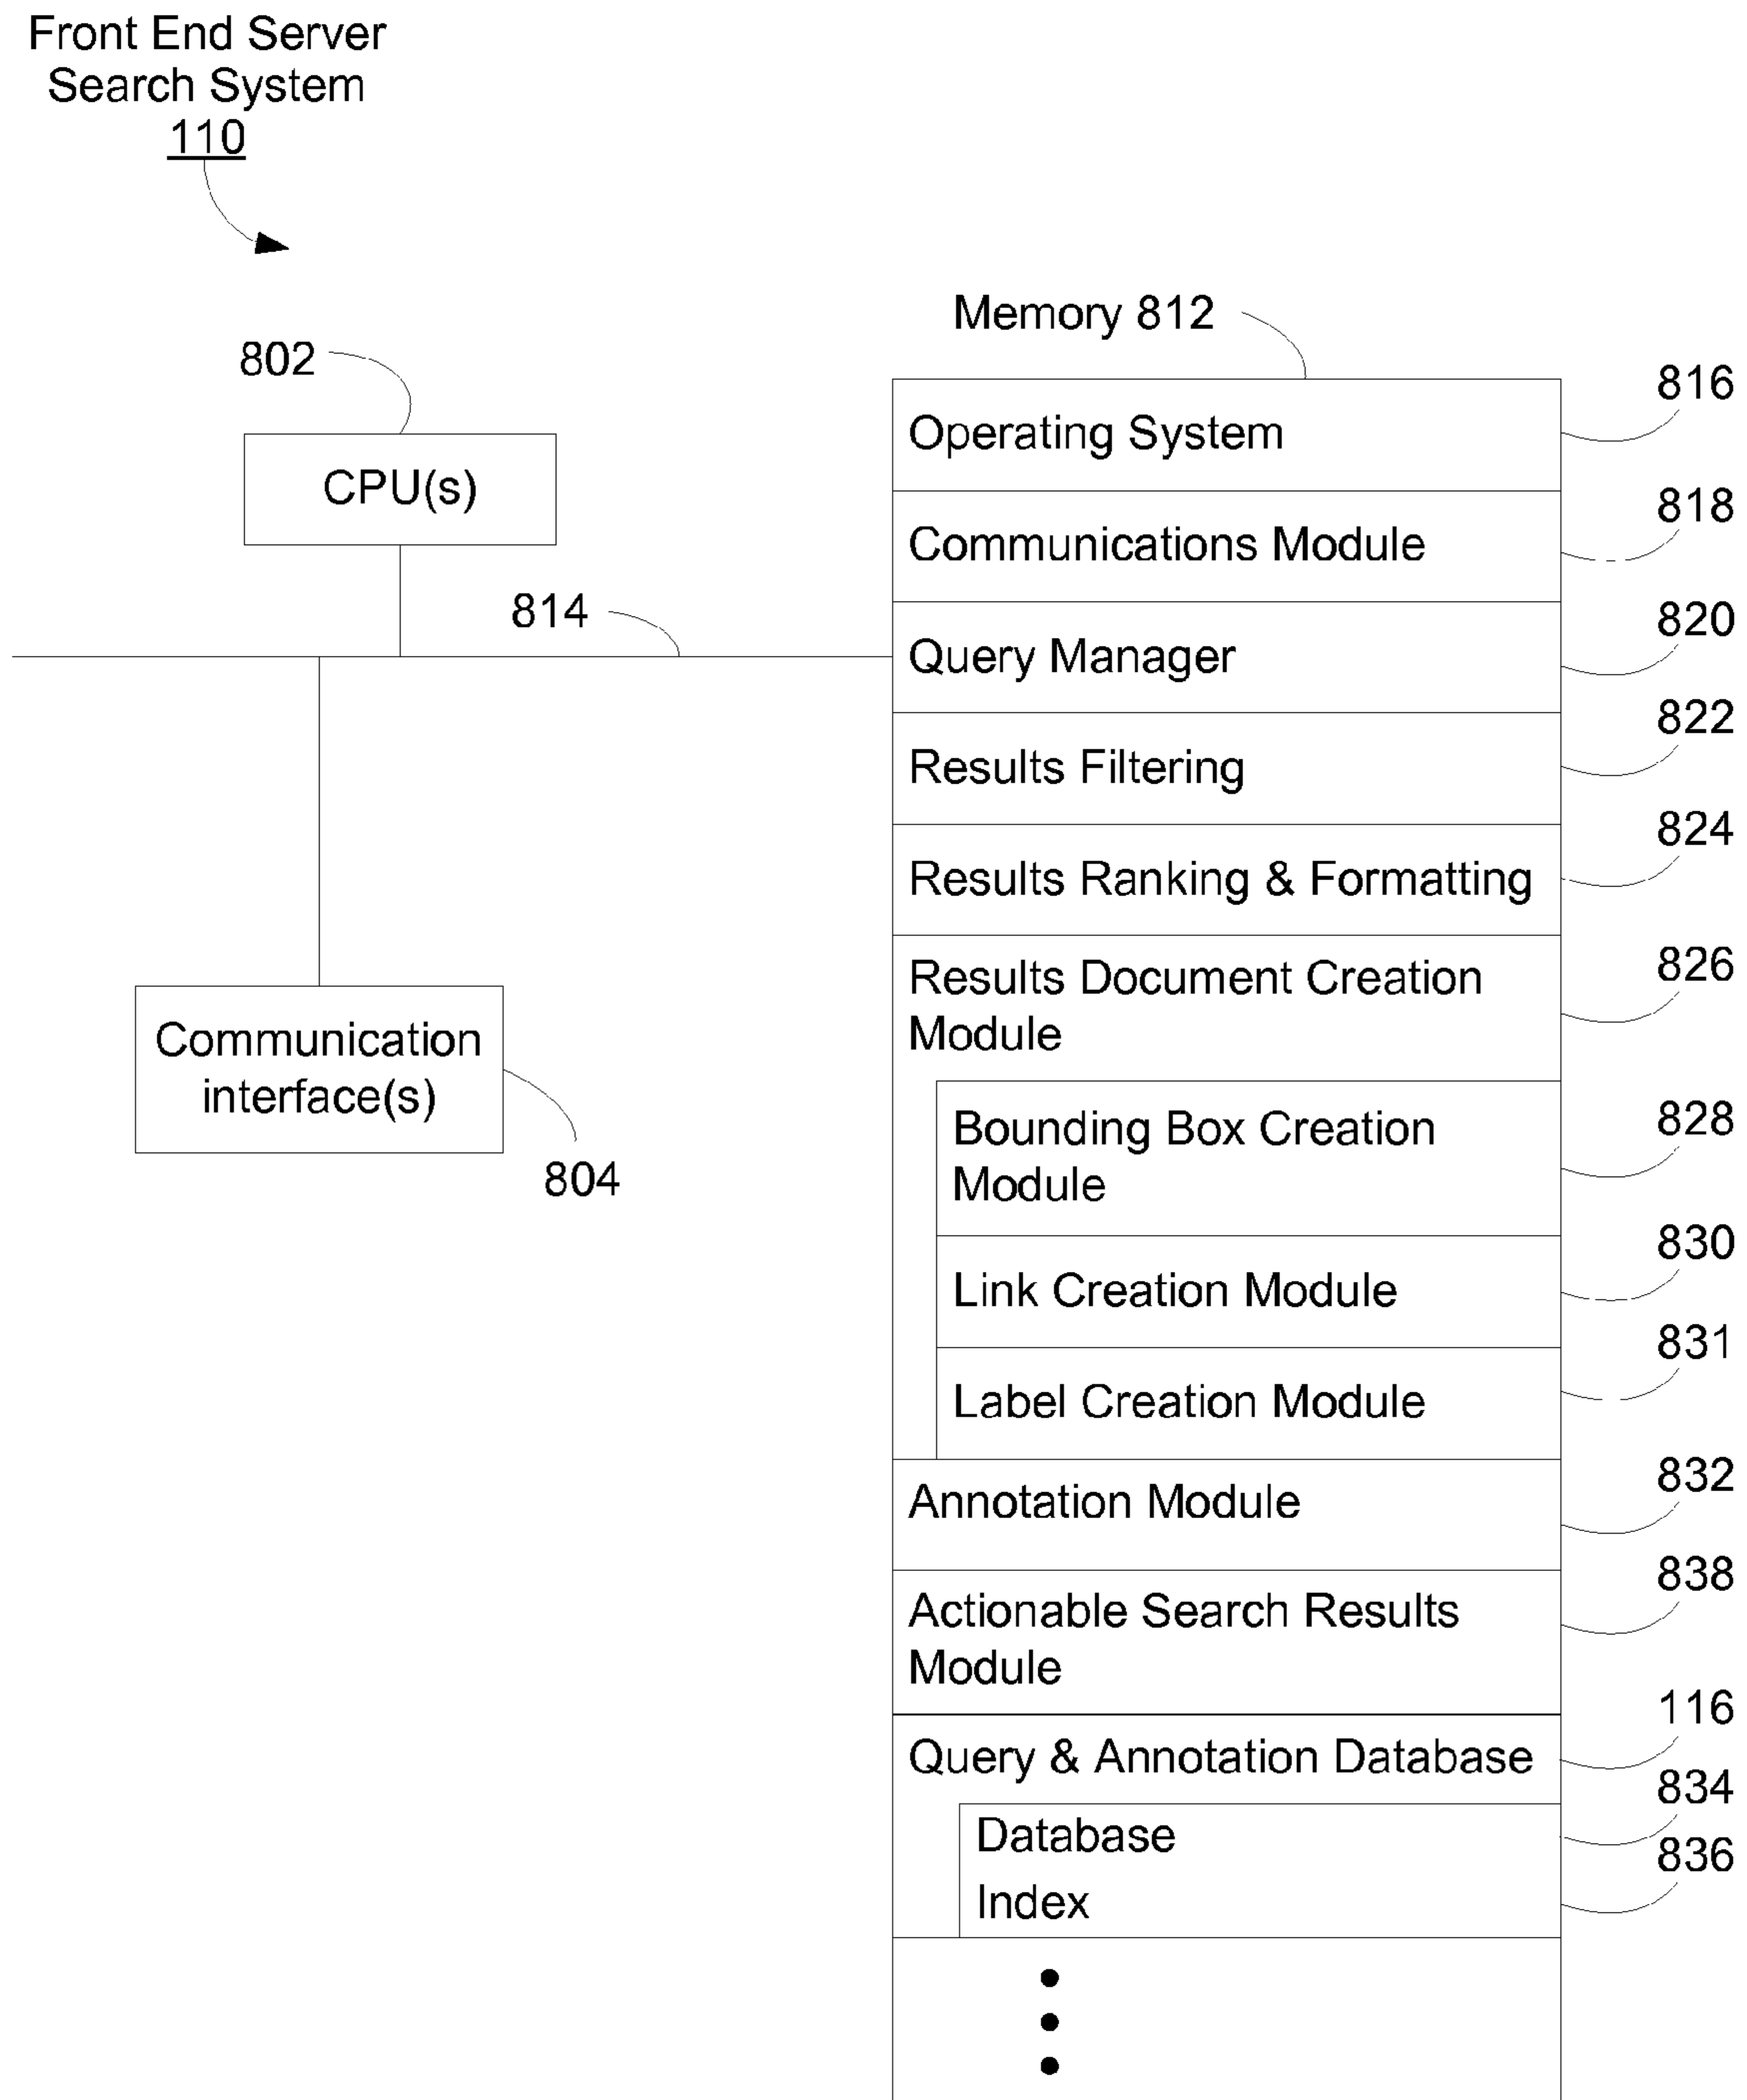 Front End Server
Search System
110
Memory 812
802
816
Operating System
CPU(s)
818
Communications Module
814
820
Query Manager
822
Results Filtering
824
Results Ranking & Formatting
826
Results Document Creation
Module
Communication
interface(s)
804
828
Bounding Box Creation
Module
830
Link Creation Module
831
Label Creation Module
832
Annotation Module
838
Actionable Search Results
Module
116
Query & Annotation Database
834
Database
836
Index